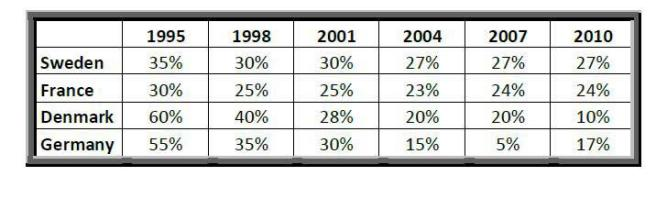 1995 1998 2001 2004 2007 2010
Sweden 35% 30% 30% 27% 27% 27%
France 30% 25% 25% 23% 24% 24%
Denmark 60% 40% 28% 20% 20% 10%
Germany 55% 35% 30% 15% 5% 17%